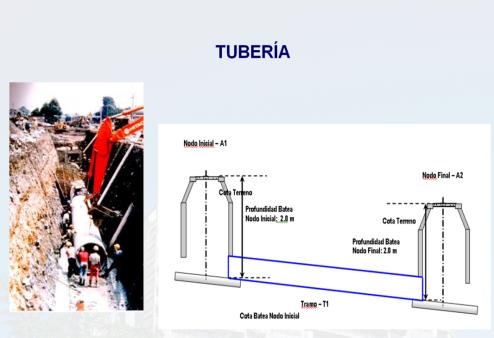 TUBERÍA
Nodo Inicial – A1
Nodo Final – A2
Cota Terreno
Profundidad Batea
Nodo Inicial: 2.0 m
Cota Terreno
Profundidad Batea
Nodo Final: 2.0 m
Tramo – T1
Cota Batea Nodo Inicial